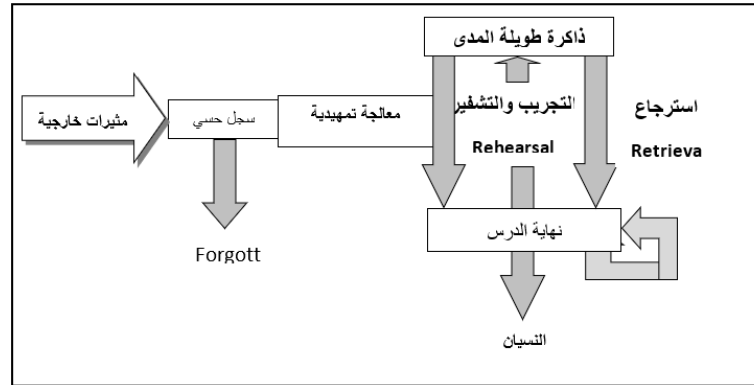 ذاكرة طويلة المدى
مثيرات خارجية
سجل حسي
معالجة تمهيدية
التجريب والتشفير
Rehearsal
استرجاع
Retrieva
نهاية الدرس
Forgott
النسيان